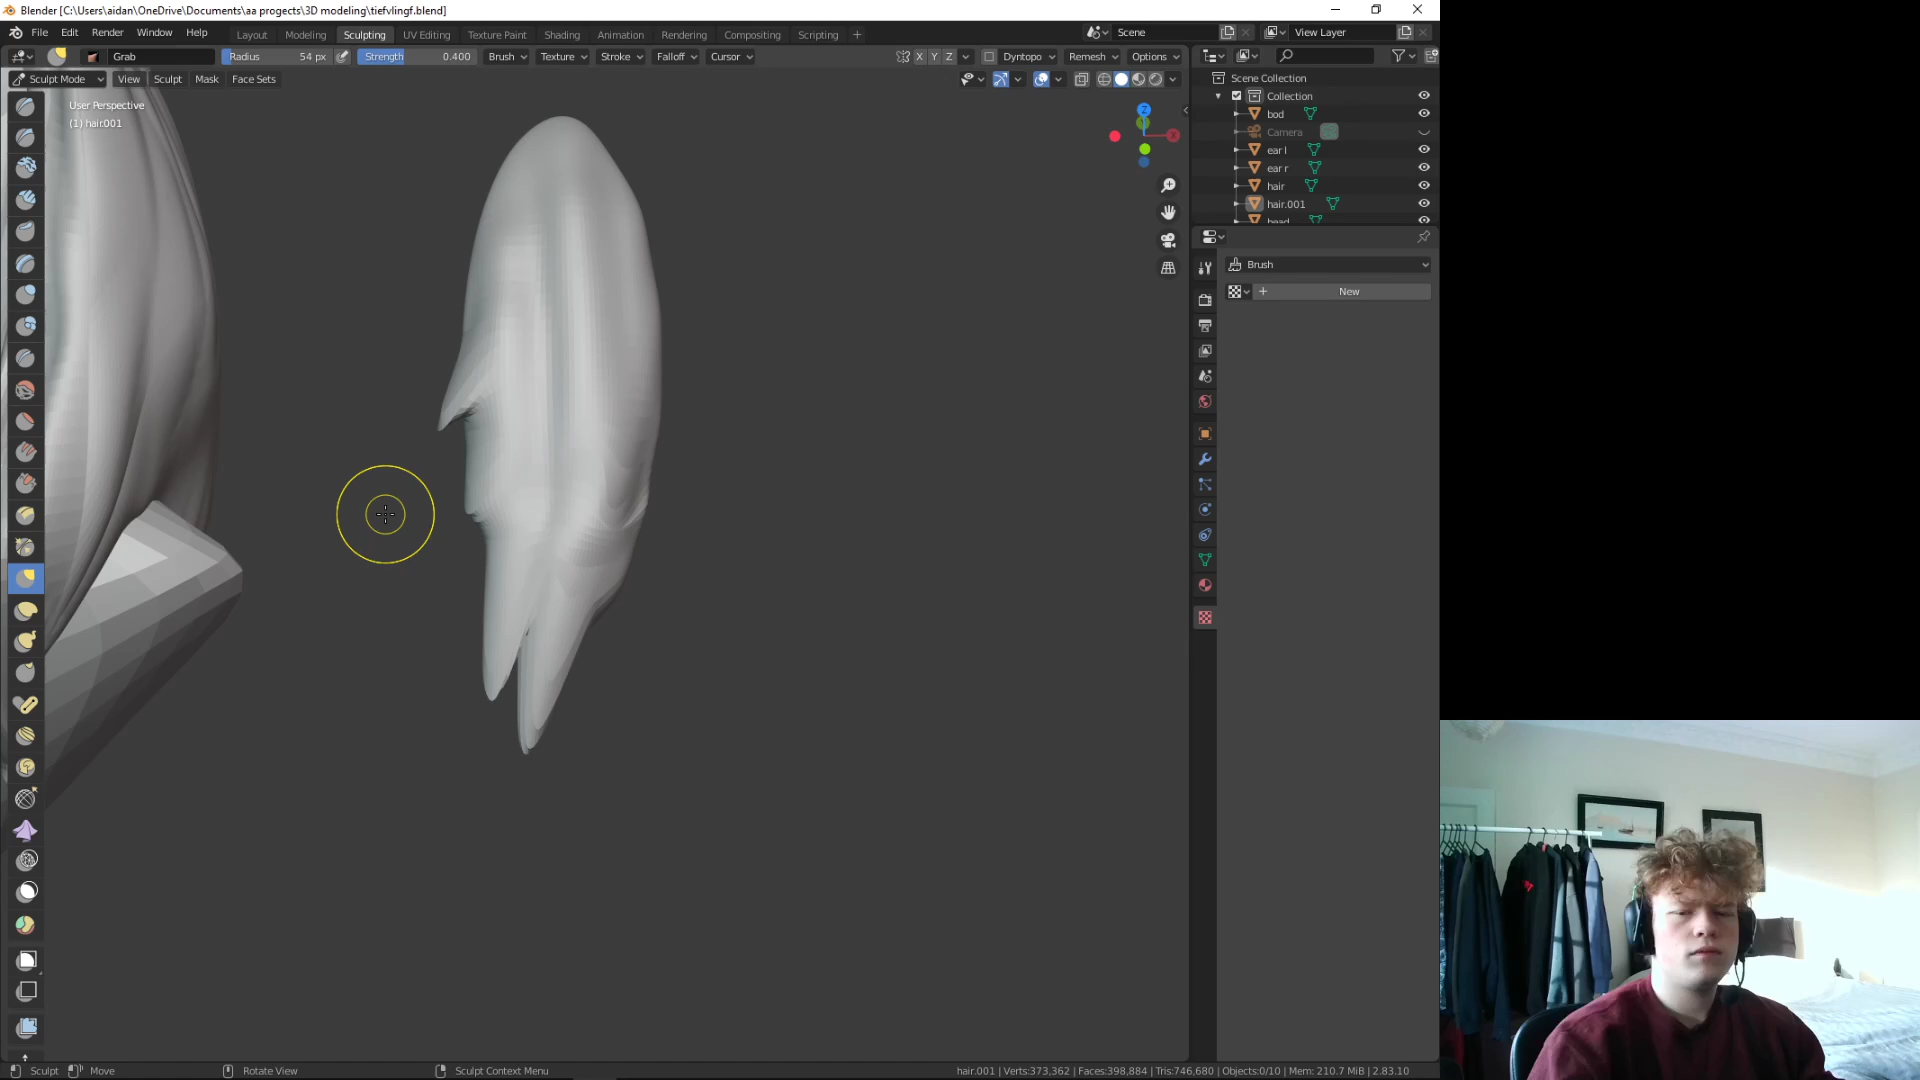 Blender [C:\Users\aidan\OneDrive\Documents\aa progects\3D modeling\tiefvlingf.blend]
File Edit Render Window Help Layout Modeling Sculpting UV Editing Texture Paint Shading Animation Rendering Compositing Scripting + Scene View Layer
Grab Radius 54 px Strength 0.400 Brush Texture Stroke Falloff Cursor X Y Z Dyntopo Remesh Options
Sculpt Mode View Sculpt Mask Face Sets
Scene Collection
Collection
bod
Camera
ear l
ear r
hair
hair.001
head
User Perspective
(1) hair.001
Z
X
Brush
New
Sculpt Move Rotate View Sculpt Context Menu hair.001 | Verts:373,362 | Faces:398,884 | Tris:746,680 | Objects:0/10 | Mem: 210.7 MiB | 2.83.10